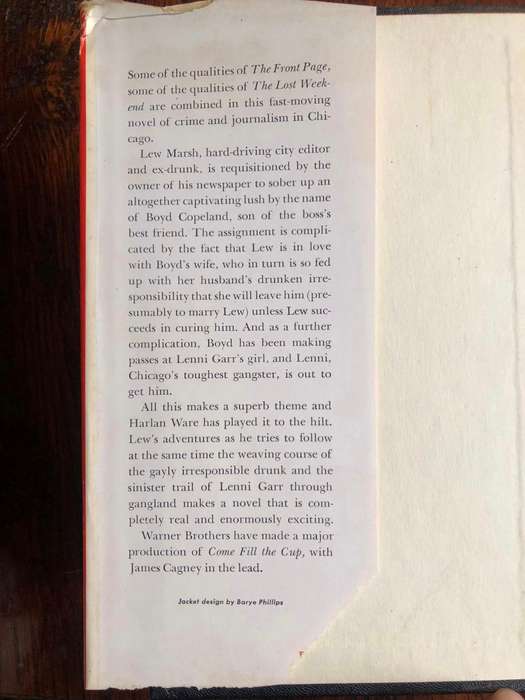 Some of the qualities of The Front Page,
some of the qualities of The Lost Week-
end are combined in this fast-moving
novel of crime and journalism in Chi-
cago.
Lew Marsh, hard-driving city editor
and ex-drunk, is requisitioned by the
owner of his newspaper to sober up an
altogether captivating lush by the name
of Boyd Copeland, son of the boss's
best friend. The assignment is compli-
cated by the fact that Lew is in love
with Boyd's wife, who in turn is so fed
up with her husband's drunken irre-
sponsibility that she will leave him (pre-
sumably to marry Lew) unless Lew suc-
ceeds in curing him. And as a further
complication, Boyd has been making
passes at Lenni Garr's girl, and Lenni,
Chicago's toughest gangster, is out to
get him.
All this makes a superb theme and
Harlan Ware has played it to the hilt.
Lew's adventures as he tries to follow
at the same time the weaving course of
the gayly irresponsible drunk and the
sinister trail of Lenni Garr through
gangland makes a novel that is com-
pletely real and enormously exciting.
Warner Brothers have made a major
production of Come Fill the Cup, with
James Cagney in the lead.
Jacket design by Barye Phillips